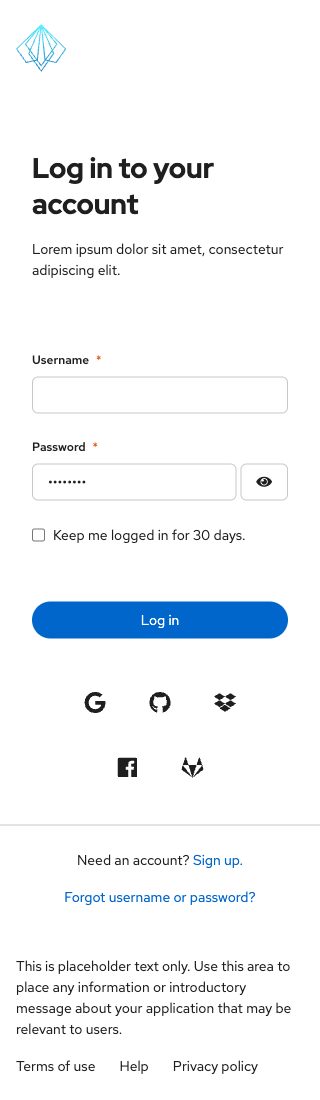 Log in to your
account
Lorem ipsum dolor sit amet, consectetur
adipiscing elit.
Username *
Password *
••••••••
Keep me logged in for 30 days.
Log in
Need an account? Sign up.
Forgot username or password?
This is placeholder text only. Use this area to
place any information or introductory
message about your application that may be
relevant to users.
Terms of use Help Privacy policy